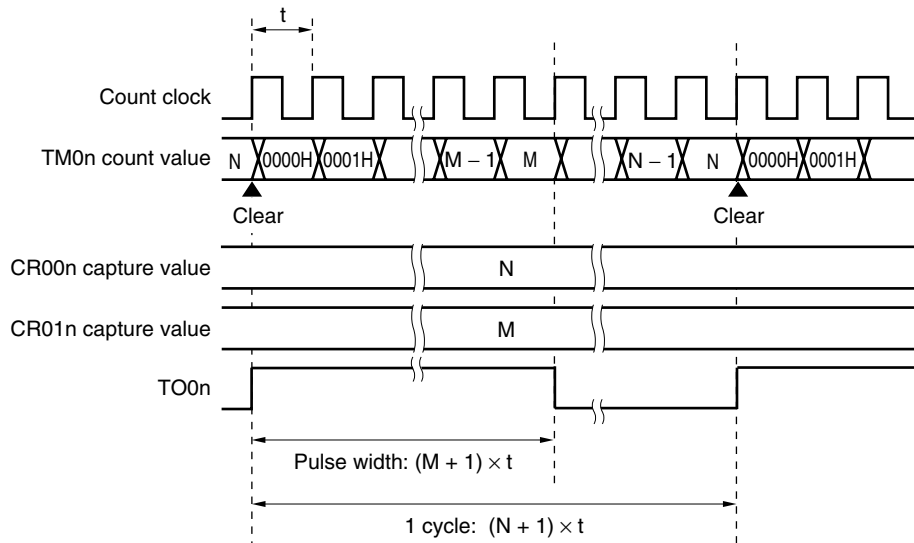 t
Count clock
TM0n count value N 0000H 0001H M – 1 M N – 1 N 0000H 0001H
Clear Clear
CR00n capture value N
CR01n capture value M
TO0n
Pulse width: (M + 1) × t
1 cycle: (N + 1) × t